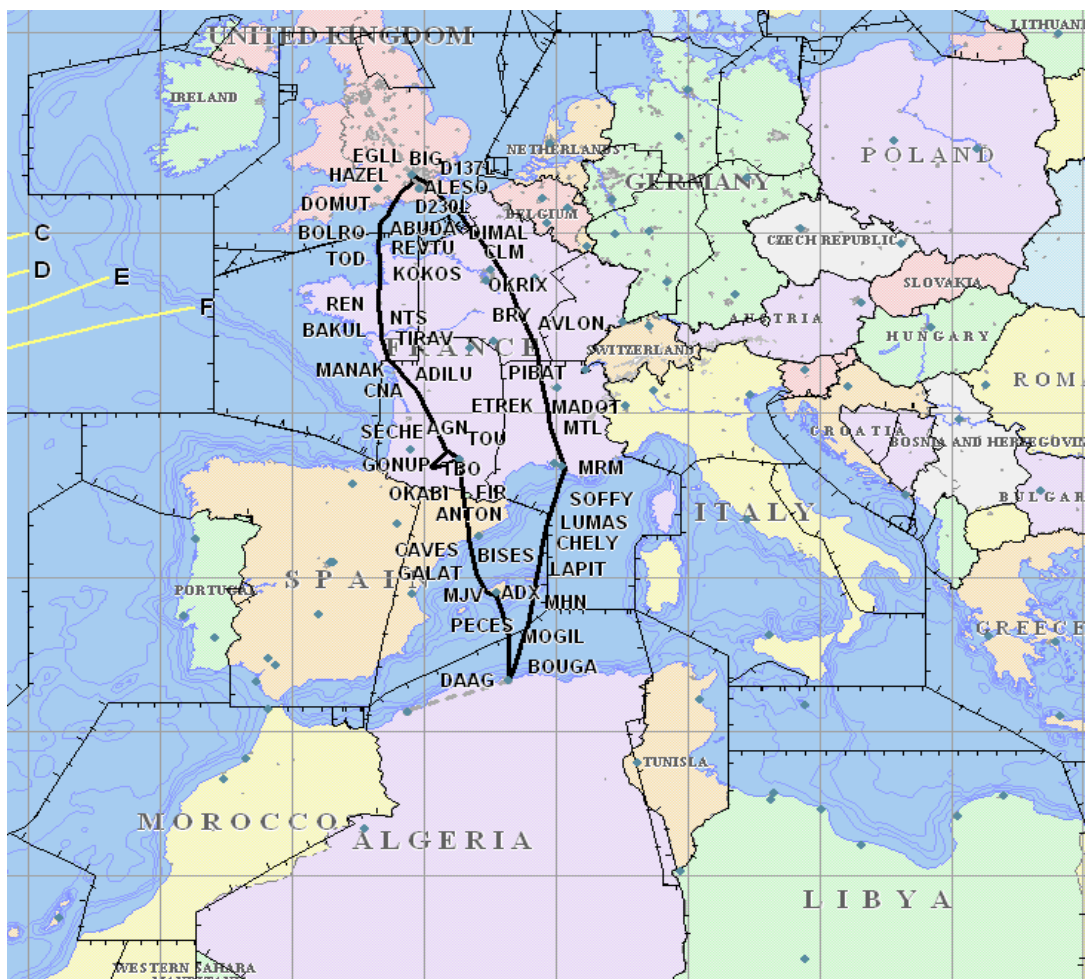 LITHUAN
UNITED KINGDOM
IRELAND
NETHERLANDS
POLAND
EGLL BIG
D137L
HAZEL
ALESO
GERMANY
DOMUT
D230L
BELGIUM
BOLRO
ABUDA
DIMAL
C
REVTU
CZECH REPUBLIC
TOD
CLM
D
KOKOS
E
OKRIX
SLOVAKIA
REN
F
NTS
BRY
AVLON
AUSTRIA
BAKUL
TIRAV
HUNGARY
FRANCE
SWITZERLAND
MANAK
ADILU
PIBAT
ROMA
CNA
ETREK
MADOT
SECHE
AGN
TOU
MTL
CROATIA
BOSNIA AND HERZEGOVIN
GONUP
TBO
MRM
OKABI
FIR
SOFFY
BULGAR
ANTON
LUMAS
ITALY
CAVES
BISES
CHELY
GALAT
LAPIT
SPAIN
PORTUGAL
MJV
ADX
MHN
PECES
MOGIL
GREECE
BOUGA
DAAG
TUNISIA
MOROCCO
ALGERIA
LIBYA
WESTERN SAHARA